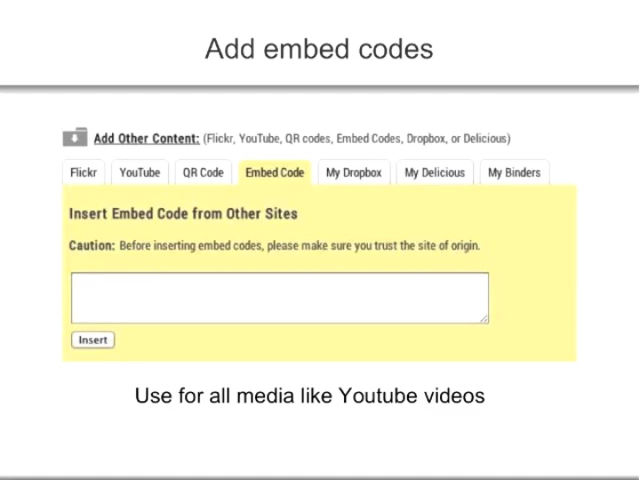 Add embed codes
Add Other Content: (Flickr, YouTube, QR codes, Embed Codes, Dropbox, or Delicious)
Flickr YouTube QR Code Embed Code My Dropbox My Delicious My Binders
Insert Embed Code from Other Sites
Caution: Before inserting embed codes, please make sure you trust the site of origin.
Insert
Use for all media like Youtube videos